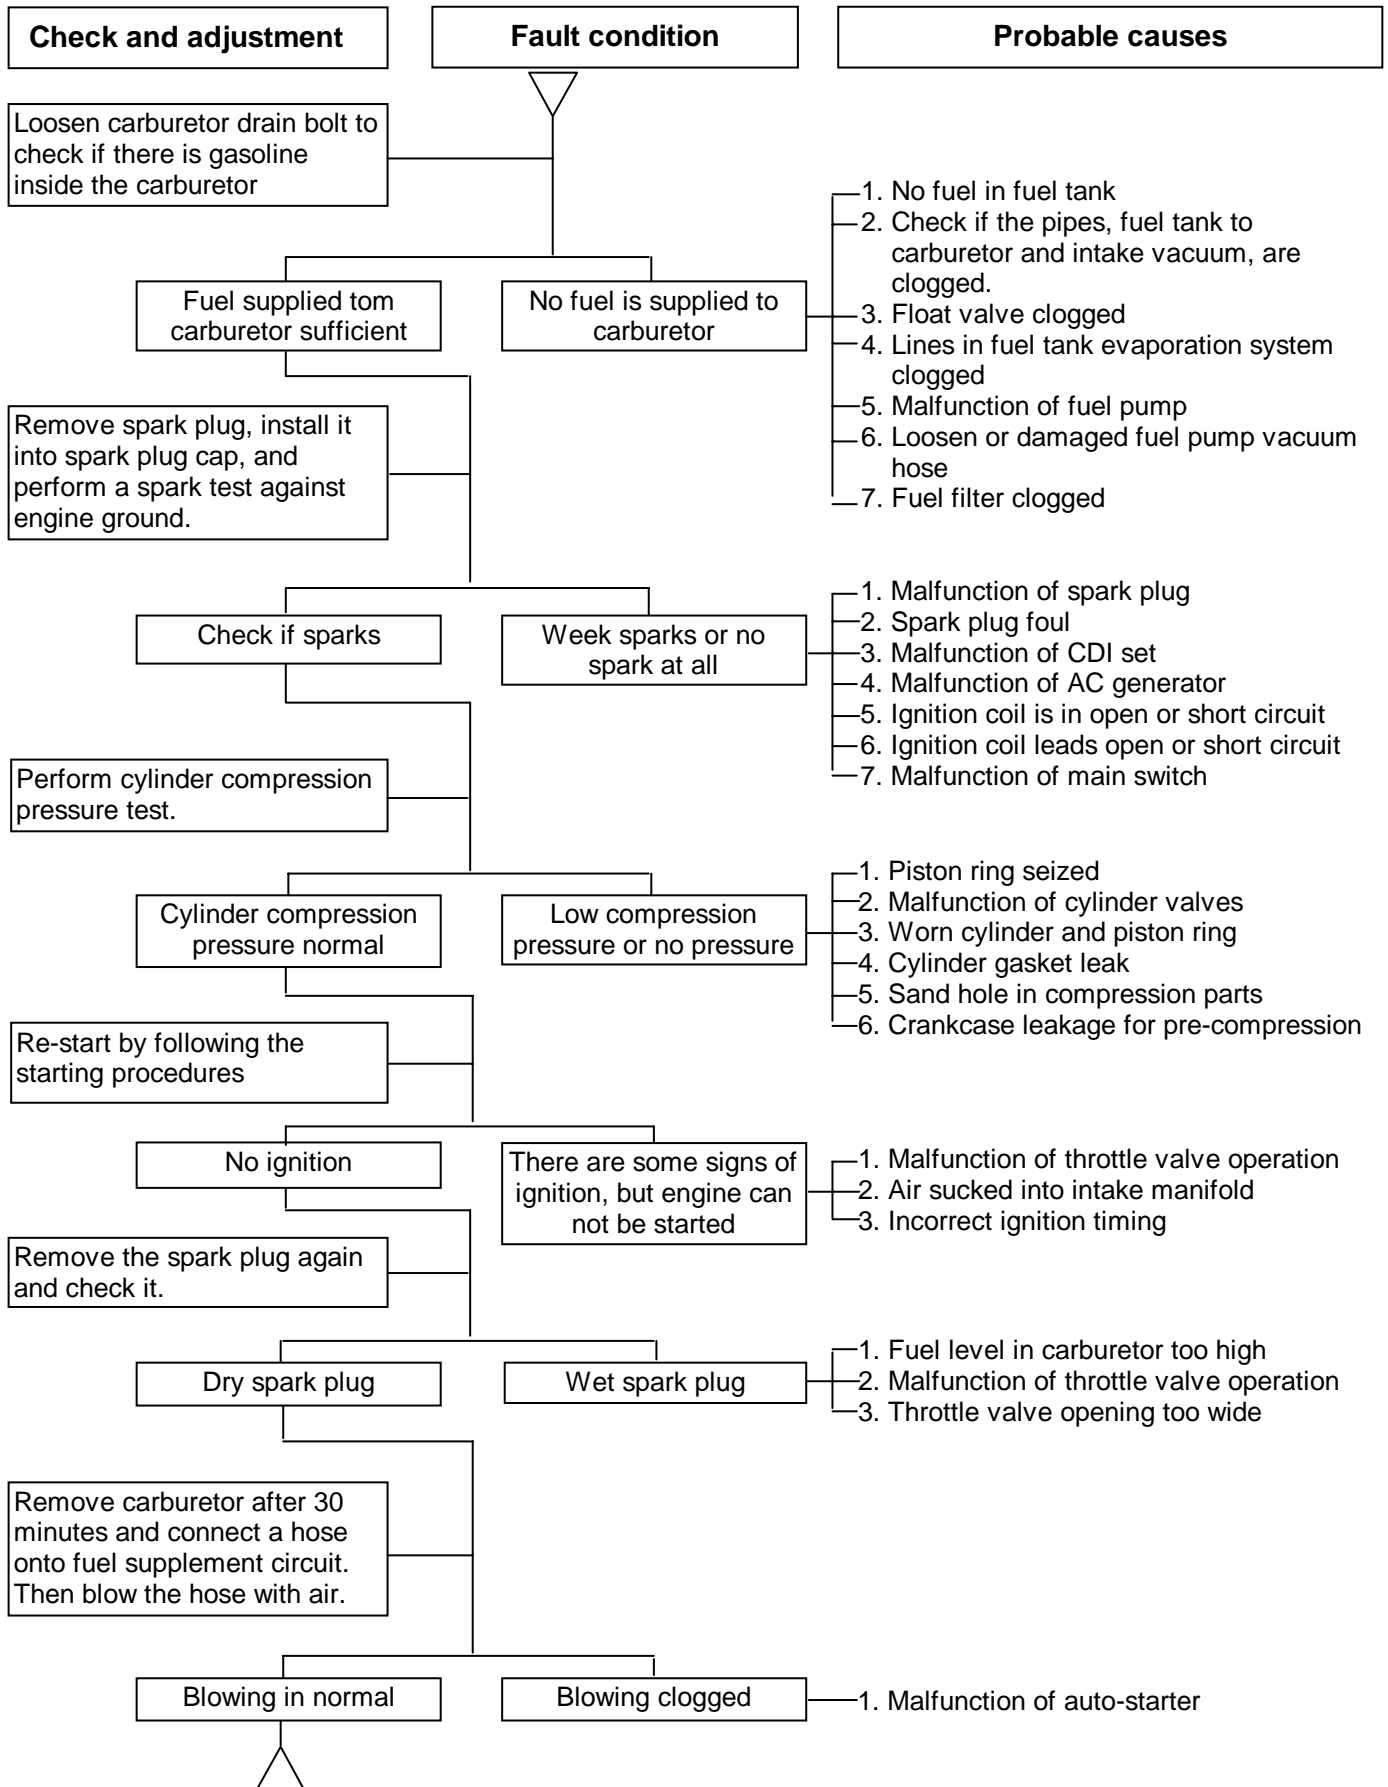 Check and adjustment
Fault condition
Probable causes
Loosen carburetor drain bolt to
check if there is gasoline
inside the carburetor
Fuel supplied tom
carburetor sufficient
No fuel is supplied to
carburetor
1. No fuel in fuel tank
2. Check if the pipes, fuel tank to
carburetor and intake vacuum, are
clogged.
3. Float valve clogged
4. Lines in fuel tank evaporation system
clogged
5. Malfunction of fuel pump
6. Loosen or damaged fuel pump vacuum
hose
7. Fuel filter clogged
Remove spark plug, install it
into spark plug cap, and
perform a spark test against
engine ground.
Check if sparks
Week sparks or no
spark at all
1. Malfunction of spark plug
2. Spark plug foul
3. Malfunction of CDI set
4. Malfunction of AC generator
5. Ignition coil is in open or short circuit
6. Ignition coil leads open or short circuit
7. Malfunction of main switch
Perform cylinder compression
pressure test.
Cylinder compression
pressure normal
Low compression
pressure or no pressure
1. Piston ring seized
2. Malfunction of cylinder valves
3. Worn cylinder and piston ring
4. Cylinder gasket leak
5. Sand hole in compression parts
6. Crankcase leakage for pre-compression
Re-start by following the
starting procedures
No ignition
There are some signs of
ignition, but engine can
not be started
1. Malfunction of throttle valve operation
2. Air sucked into intake manifold
3. Incorrect ignition timing
Remove the spark plug again
and check it.
Dry spark plug
Wet spark plug
1. Fuel level in carburetor too high
2. Malfunction of throttle valve operation
3. Throttle valve opening too wide
Remove carburetor after 30
minutes and connect a hose
onto fuel supplement circuit.
Then blow the hose with air.
Blowing in normal
Blowing clogged
1. Malfunction of auto-starter